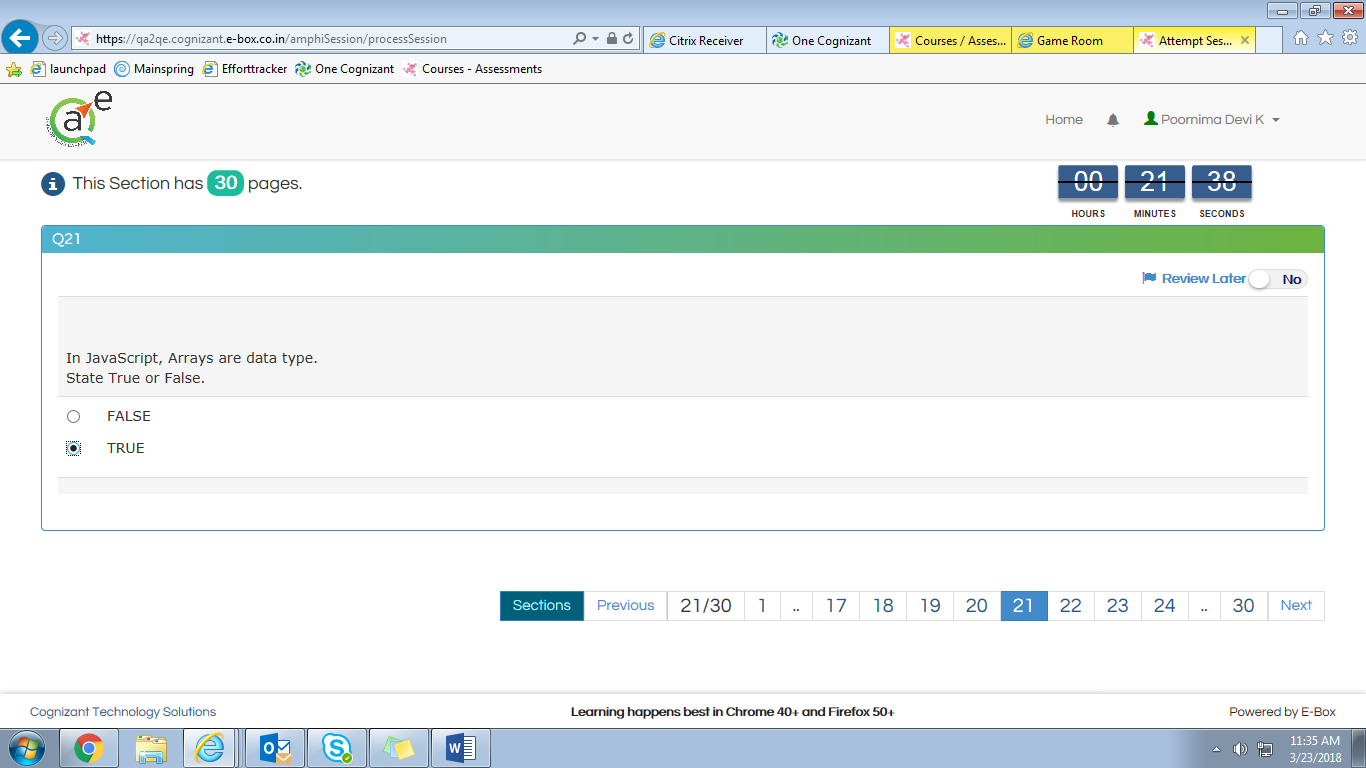 https://qa2qe.cognizant.e-box.co.in/amphiSession/processSession
Citrix Receiver
One Cognizant
Courses / Asses...
Game Room
Attempt Ses...
launchpad
Mainspring
Efforttracker
One Cognizant
Courses - Assessments
a e
Home
Poornima Devi K
This Section has 30 pages.
00 21 38
HOURS MINUTES SECONDS
Q21
Review Later No
In JavaScript, Arrays are data type.
State True or False.
FALSE
TRUE
Sections Previous 21/30 1 .. 17 18 19 20 21 22 23 24 .. 30 Next
Cognizant Technology Solutions
Learning happens best in Chrome 40+ and Firefox 50+
Powered by E-Box
11:35 AM
3/23/2018